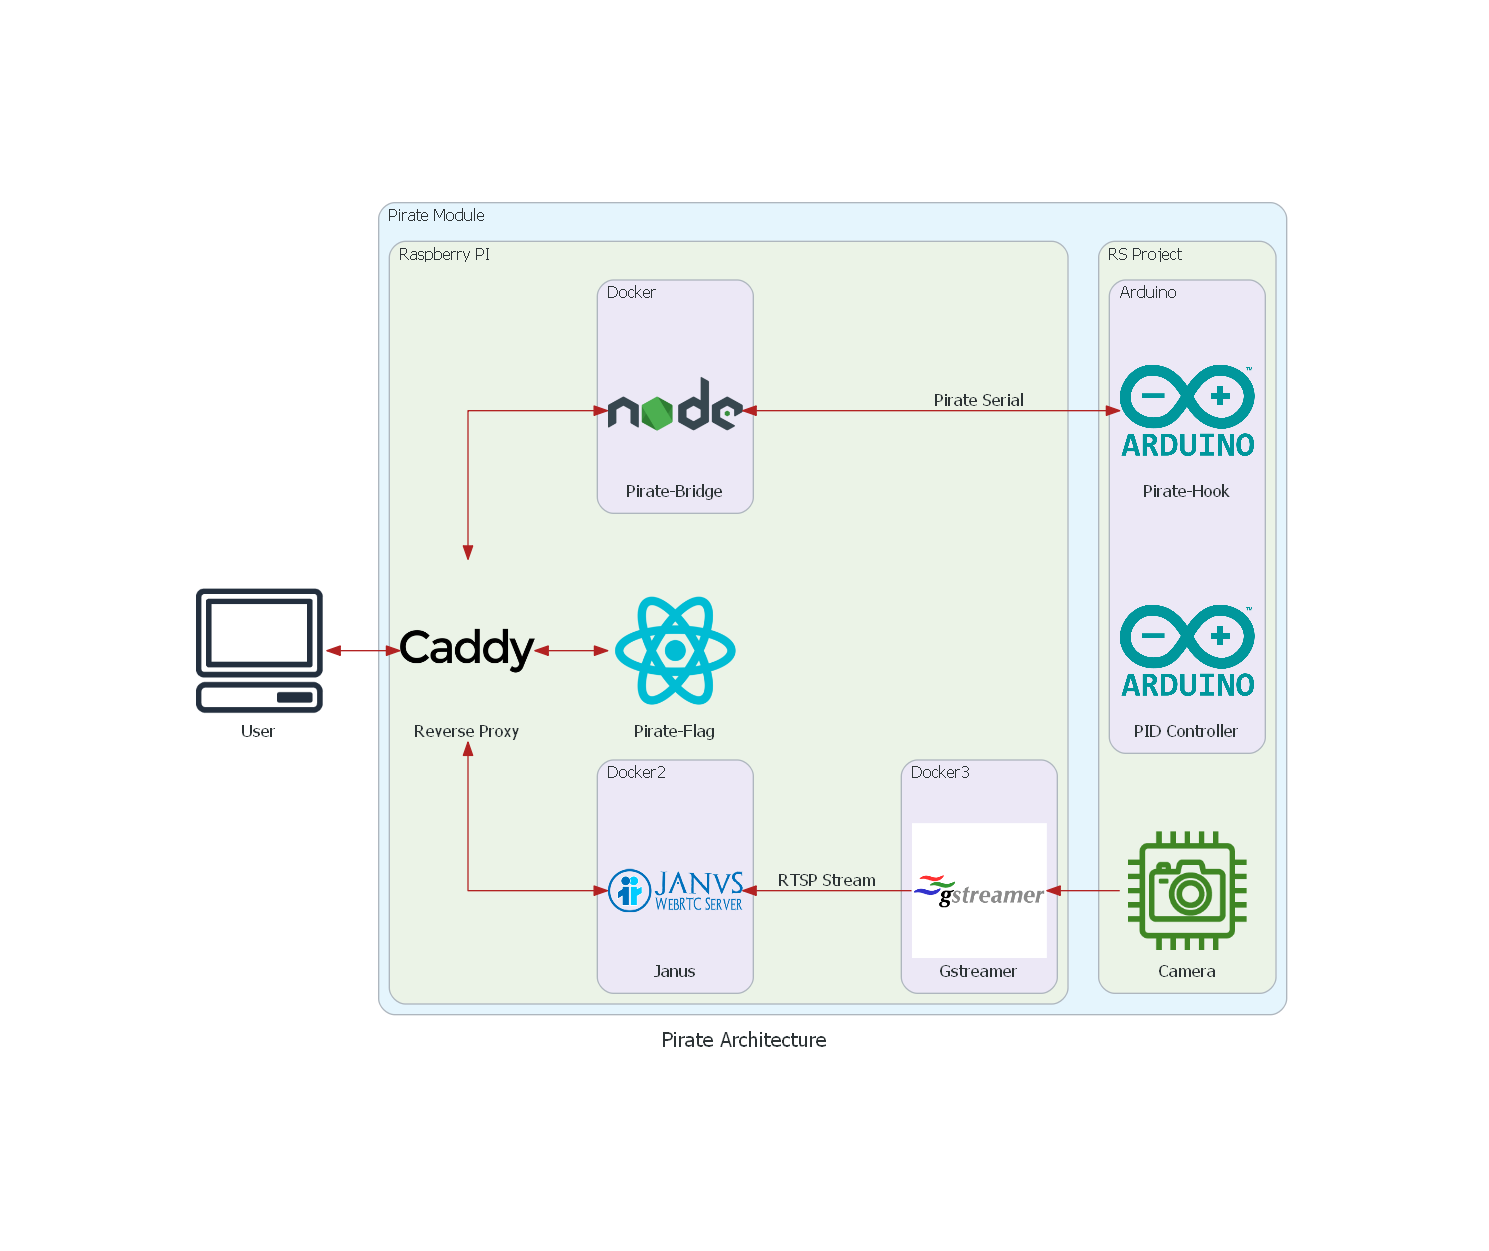 Pirate Module
Raspberry PI
RS Project
Docker
Arduino
node
Pirate Serial
™
ARDUINO
Pirate-Bridge
Pirate-Hook
Caddy
™
ARDUINO
User
Reverse Proxy
Pirate-Flag
PID Controller
Docker2
Docker3
JANVS
WEBRTC SERVER
RTSP Stream
gstreamer
Janus
Gstreamer
Camera
Pirate Architecture